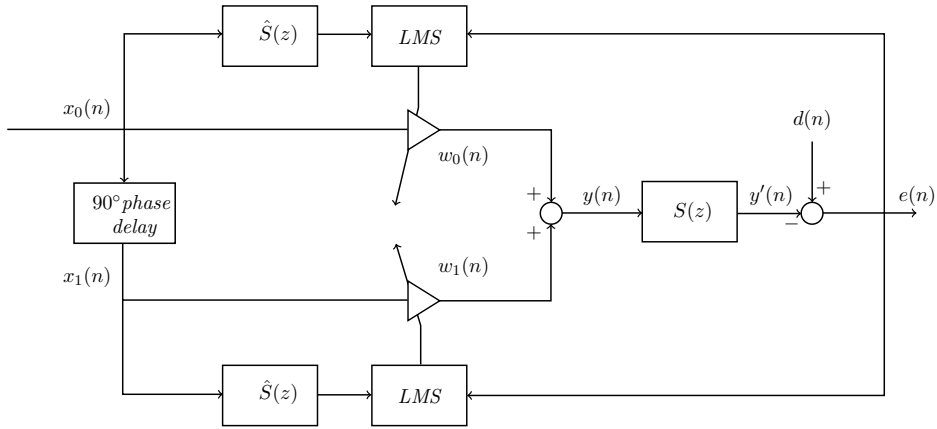 Ŝ(z)
LMS
x₀(n)
w₀(n)
d(n)
90° phase
delay
+
+
y(n)
S(z)
y′(n)
+
−
e(n)
x₁(n)
w₁(n)
Ŝ(z)
LMS